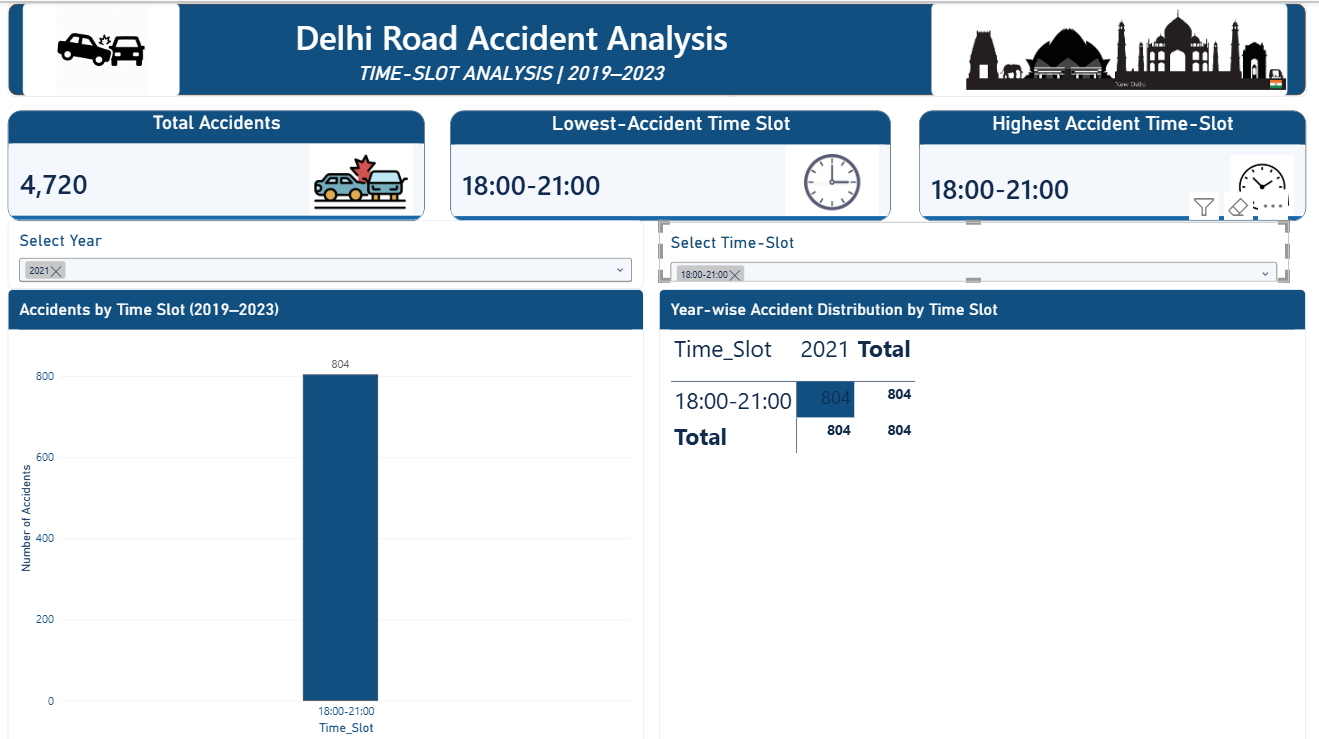 Delhi Road Accident Analysis
TIME-SLOT ANALYSIS | 2019–2023
New Delhi
Total Accidents
4,720
Lowest-Accident Time Slot
18:00-21:00
Highest Accident Time-Slot
18:00-21:00
Select Year
2021
Select Time-Slot
18:00-21:00
Accidents by Time Slot (2019–2023)
Number of Accidents
800
600
400
200
0
804
18:00-21:00
Time_Slot
Year-wise Accident Distribution by Time Slot
Time_Slot 2021 Total
18:00-21:00 804 804
Total 804 804